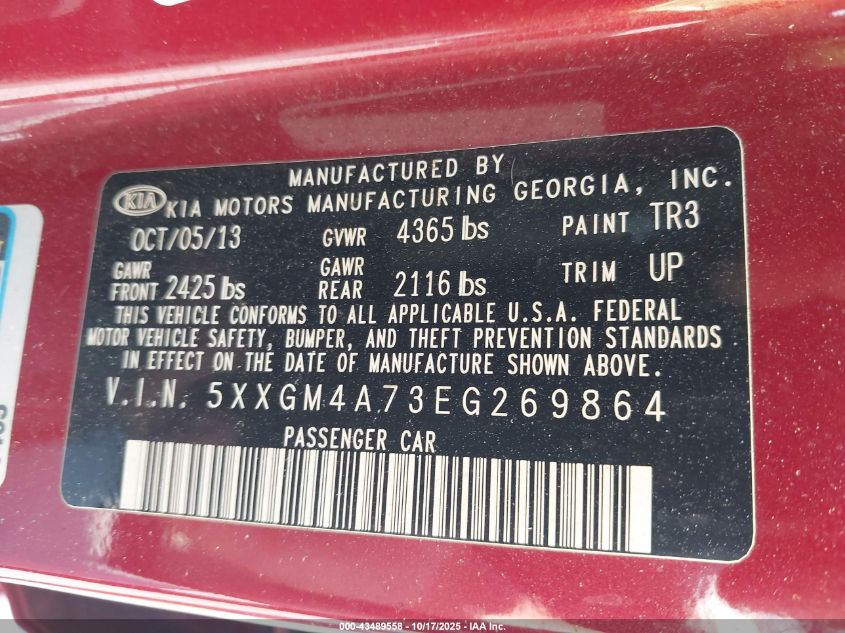 MANUFACTURED BY
KIA KIA MOTORS MANUFACTURING GEORGIA, INC.
OCT/05/13 GVWR 4365 lbs PAINT TR3
GAWR FRONT 2425 lbs GAWR REAR 2116 lbs TRIM UP
THIS VEHICLE CONFORMS TO ALL APPLICABLE U.S.A. FEDERAL
MOTOR VEHICLE SAFETY, BUMPER, AND THEFT PREVENTION STANDARDS
IN EFFECT ON THE DATE OF MANUFACTURE SHOWN ABOVE.
V.I.N. 5XXGM4A73EG269864
PASSENGER CAR
000-43489558 - 10/17/2025 - IAA Inc.